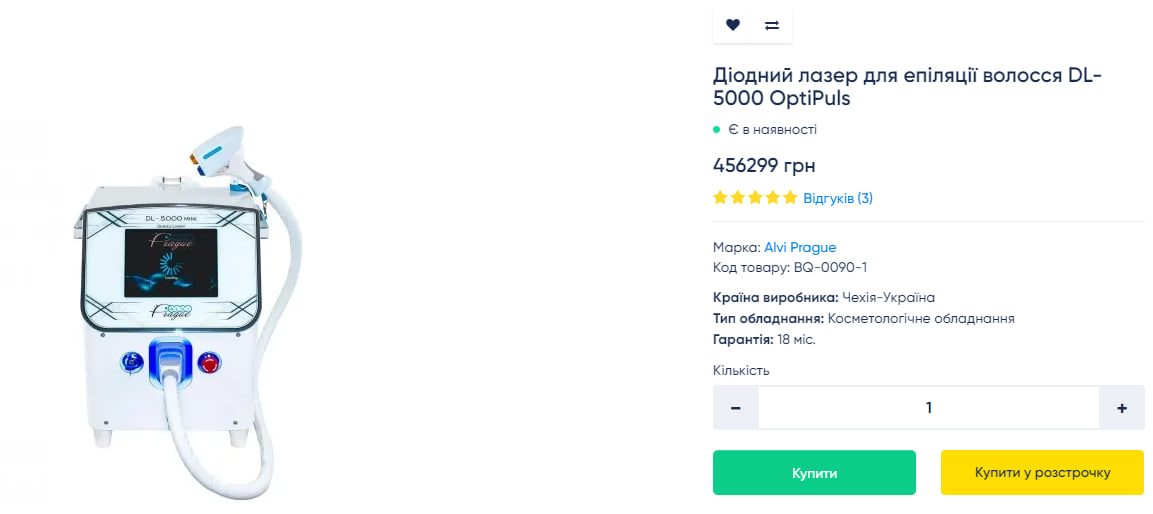 Діодний лазер для епіляції волосся DL-
5000 OptiPuls
Є в наявності
456299 грн
Відгуків (3)
Марка: Alvi Prague
Код товару: BQ-0090-1
Країна виробника: Чехія-Україна
Тип обладнання: Косметологічне обладнання
Гарантія: 18 міс.
Кількість
− 1 +
Купити
Купити у розстрочку
DL - 5000 MINI
Prague
Loading...
Prague